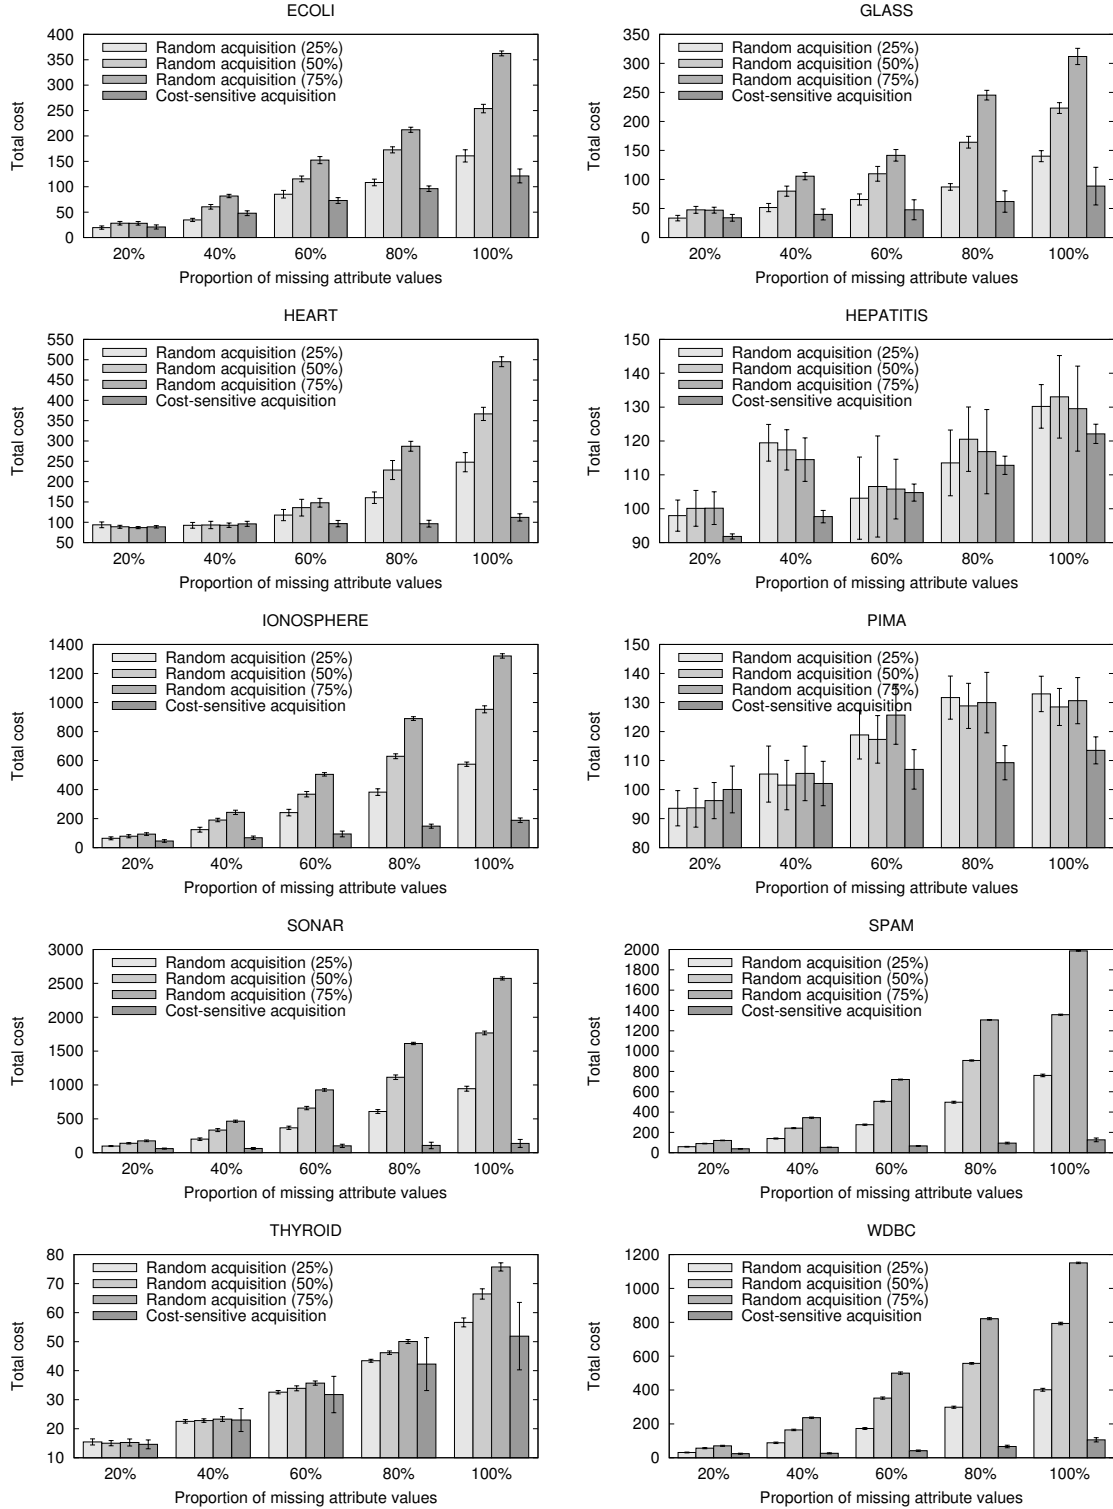 ECOLI
Total cost
400
350
300
250
200
150
100
50
0
Random acquisition (25%)
Random acquisition (50%)
Random acquisition (75%)
Cost-sensitive acquisition
20% 40% 60% 80% 100%
Proportion of missing attribute values
GLASS
Total cost
350
300
250
200
150
100
50
0
Random acquisition (25%)
Random acquisition (50%)
Random acquisition (75%)
Cost-sensitive acquisition
20% 40% 60% 80% 100%
Proportion of missing attribute values
HEART
Total cost
550
500
450
400
350
300
250
200
150
100
50
Random acquisition (25%)
Random acquisition (50%)
Random acquisition (75%)
Cost-sensitive acquisition
20% 40% 60% 80% 100%
Proportion of missing attribute values
HEPATITIS
Total cost
150
140
130
120
110
100
90
Random acquisition (25%)
Random acquisition (50%)
Random acquisition (75%)
Cost-sensitive acquisition
20% 40% 60% 80% 100%
Proportion of missing attribute values
IONOSPHERE
Total cost
1400
1200
1000
800
600
400
200
0
Random acquisition (25%)
Random acquisition (50%)
Random acquisition (75%)
Cost-sensitive acquisition
20% 40% 60% 80% 100%
Proportion of missing attribute values
PIMA
Total cost
150
140
130
120
110
100
90
80
Random acquisition (25%)
Random acquisition (50%)
Random acquisition (75%)
Cost-sensitive acquisition
20% 40% 60% 80% 100%
Proportion of missing attribute values
SONAR
Total cost
3000
2500
2000
1500
1000
500
0
Random acquisition (25%)
Random acquisition (50%)
Random acquisition (75%)
Cost-sensitive acquisition
20% 40% 60% 80% 100%
Proportion of missing attribute values
SPAM
Total cost
2000
1800
1600
1400
1200
1000
800
600
400
200
0
Random acquisition (25%)
Random acquisition (50%)
Random acquisition (75%)
Cost-sensitive acquisition
20% 40% 60% 80% 100%
Proportion of missing attribute values
THYROID
Total cost
80
70
60
50
40
30
20
10
Random acquisition (25%)
Random acquisition (50%)
Random acquisition (75%)
Cost-sensitive acquisition
20% 40% 60% 80% 100%
Proportion of missing attribute values
WDBC
Total cost
1200
1000
800
600
400
200
0
Random acquisition (25%)
Random acquisition (50%)
Random acquisition (75%)
Cost-sensitive acquisition
20% 40% 60% 80% 100%
Proportion of missing attribute values